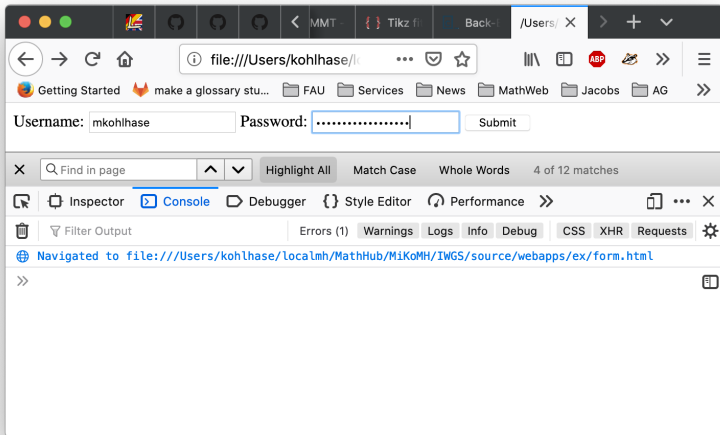 MMT - Tikz fi Back- /Users/
file:///Users/kohlhase/l
Getting Started make a glossary stu... FAU Services News MathWeb Jacobs AG
Username: mkohlhase Password: •••••••••••••••••• Submit
Find in page Highlight All Match Case Whole Words 4 of 12 matches
Inspector Console Debugger Style Editor Performance
Filter Output Errors (1) Warnings Logs Info Debug CSS XHR Requests
Navigated to file:///Users/kohlhase/localmh/MathHub/MiKoMH/IWGS/source/webapps/ex/form.html